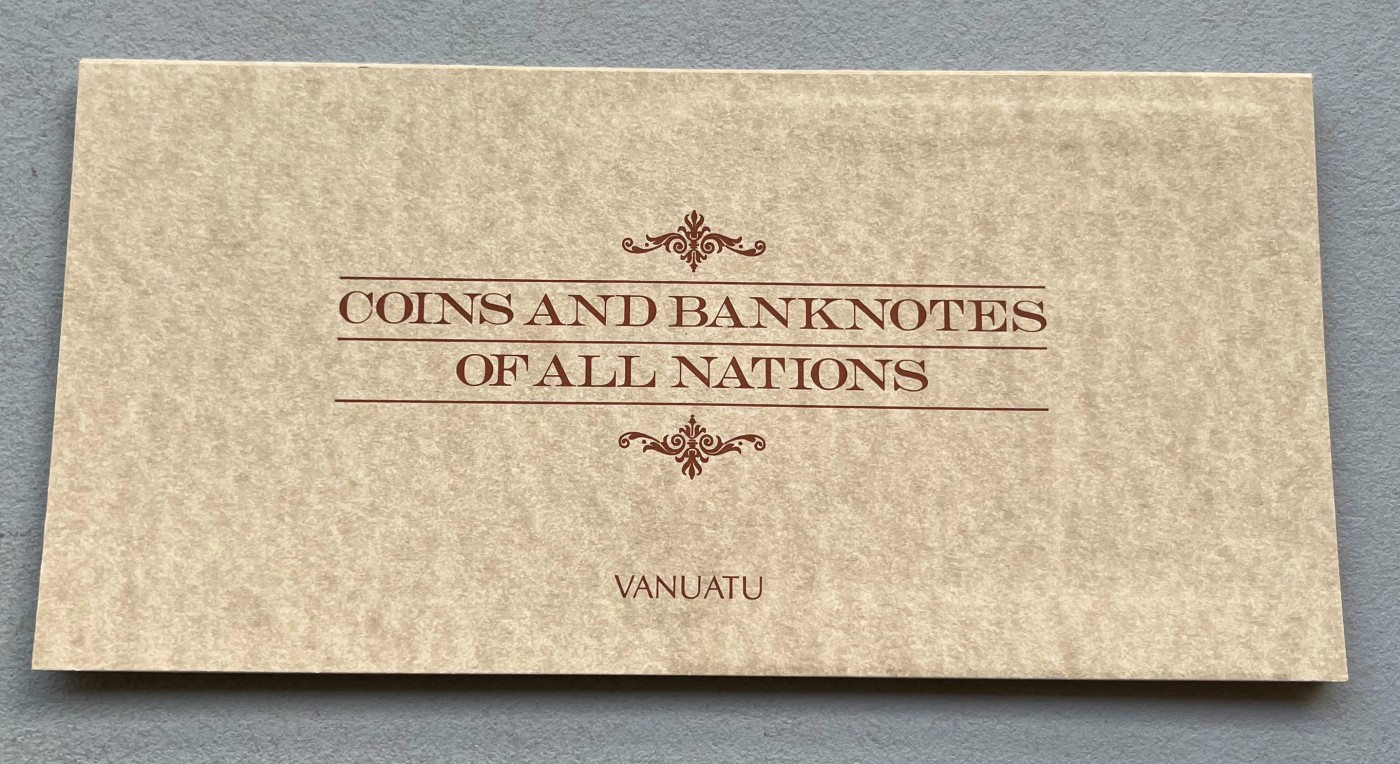 COINS AND BANKNOTES
OF ALL NATIONS
VANUATU